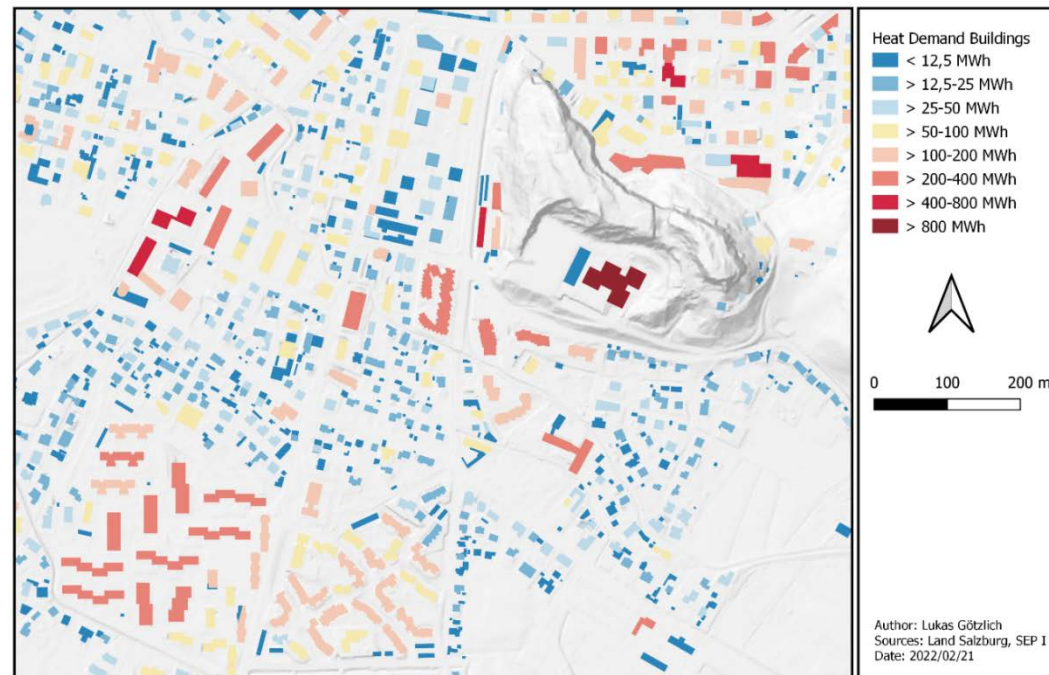 Heat Demand Buildings
< 12,5 MWh
> 12,5-25 MWh
> 25-50 MWh
> 50-100 MWh
> 100-200 MWh
> 200-400 MWh
> 400-800 MWh
> 800 MWh
0 100 200 m
Author: Lukas Götzlich
Sources: Land Salzburg, SEP I
Date: 2022/02/21